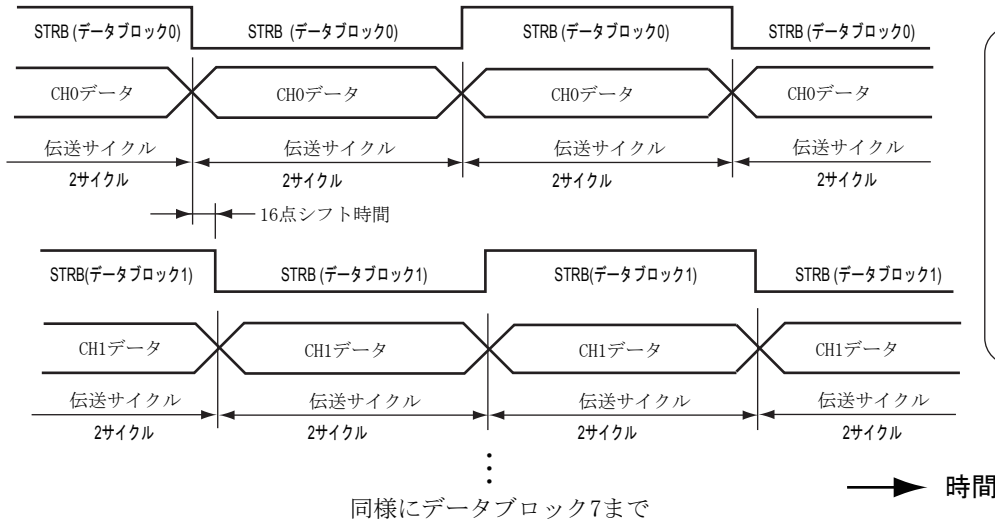 STRB (データブロック0) STRB (データブロック0) STRB (データブロック0) STRB (データブロック0)
CH0データ CH0データ CH0データ CH0データ
伝送サイクル 伝送サイクル 伝送サイクル 伝送サイクル
2サイクル 2サイクル 2サイクル 2サイクル
16点シフト時間
STRB(データブロック1) STRB (データブロック1) STRB(データブロック1) STRB (データブロック1)
CH1データ CH1データ CH1データ CH1データ
伝送サイクル 伝送サイクル 伝送サイクル 伝送サイクル
2サイクル 2サイクル 2サイクル 2サイクル
時間
同様にデータブロック7まで